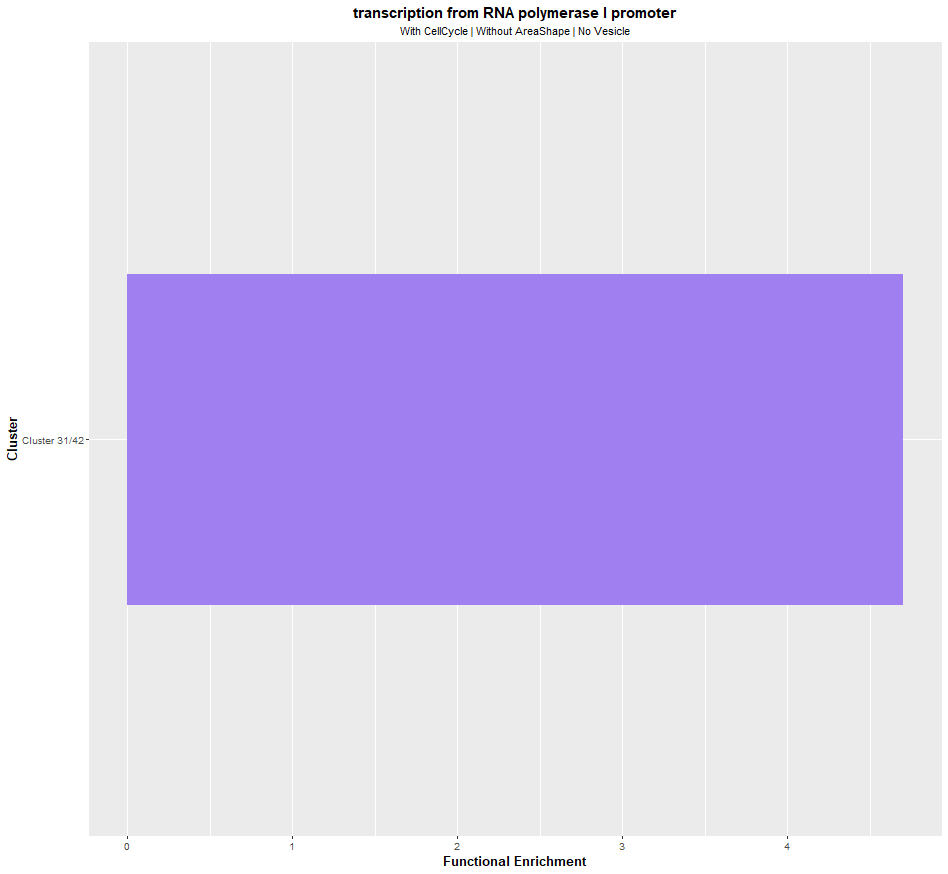 transcription from RNA polymerase I promoter
With CellCycle | Without AreaShape | No Vesicle
Cluster
Cluster 31/42
0 1 2 3 4
Functional Enrichment